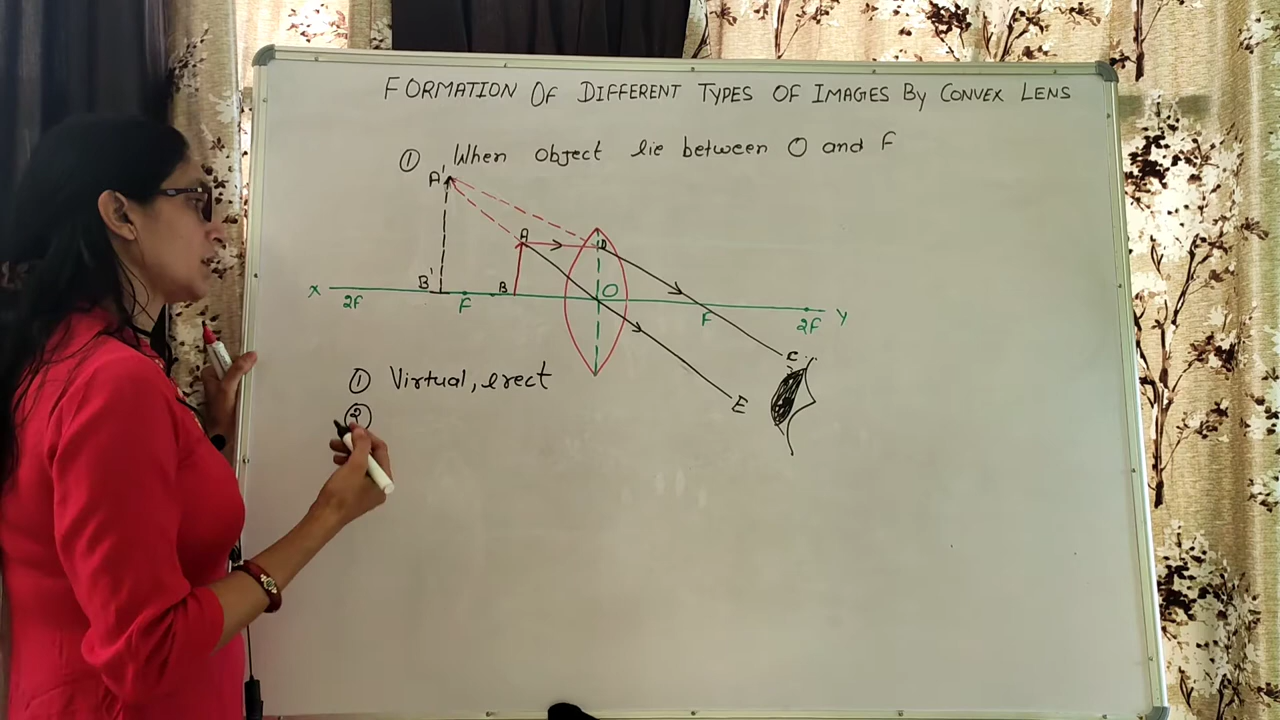 FORMATION OF DIFFERENT TYPES OF IMAGES BY CONVEX LENS
① When object lie between O and F
A'
A
D
B'
B
O
X
2F
F
F
2F
Y
C
E
① Virtual, erect
②